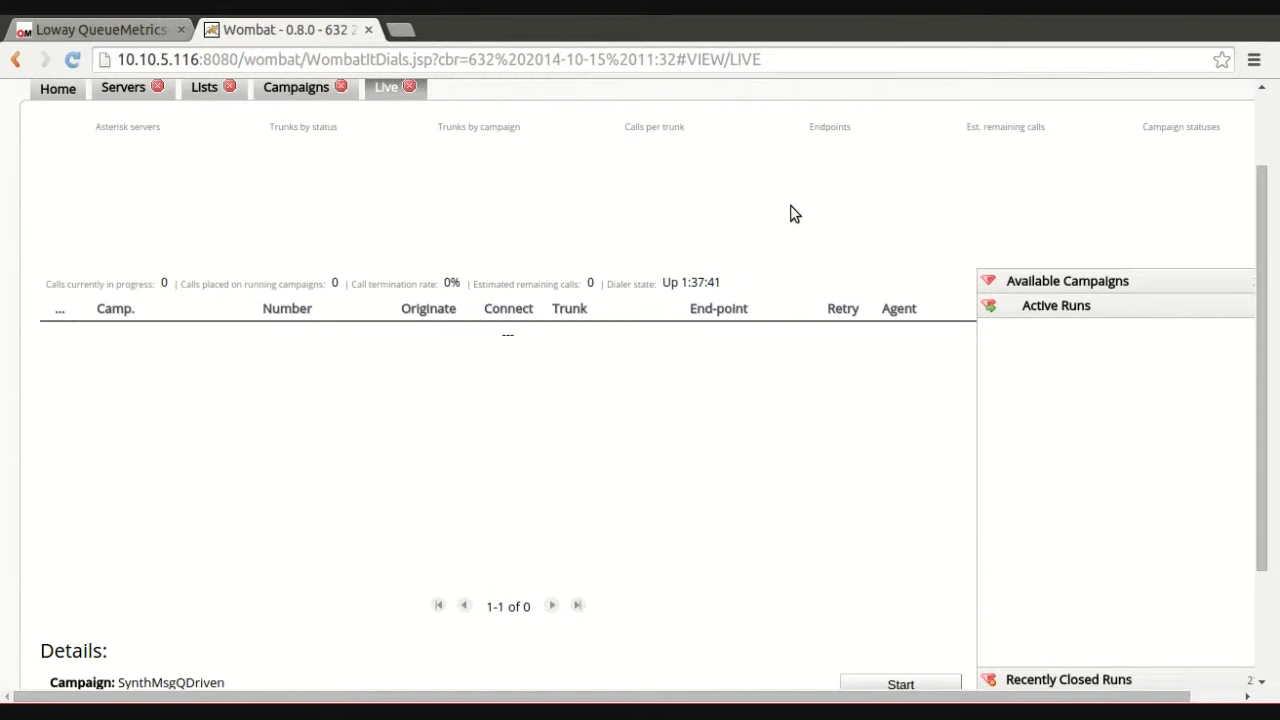 Loway QueueMetrics
Wombat - 0.8.0 - 632 2
10.10.5.116:8080/wombat/WombatItDials.jsp?cbr=632%202014-10-15%2011:32#VIEW/LIVE
Home Servers Lists Campaigns Live
Asterisk servers Trunks by status Trunks by campaign Calls per trunk Endpoints Est. remaining calls Campaign statuses
Calls currently in progress: 0 | Calls placed on running campaigns: 0 | Call termination rate: 0% | Estimated remaining calls: 0 | Dialer state: Up 1:37:41
... Camp. Number Originate Connect Trunk End-point Retry Agent
---
1-1 of 0
Available Campaigns
Active Runs
Recently Closed Runs 2
Details:
Campaign: SynthMsgQDriven
Start